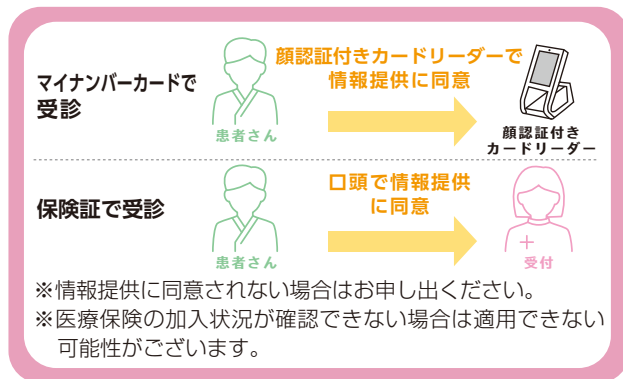 マイナンバーカードで
受診
患者さん
顔認証付きカードリーダーで
情報提供に同意
顔認証付き
カードリーダー
保険証で受診
患者さん
口頭で情報提供
に同意
受付
※情報提供に同意されない場合はお申し出ください。
※医療保険の加入状況が確認できない場合は適用できない
可能性がございます。